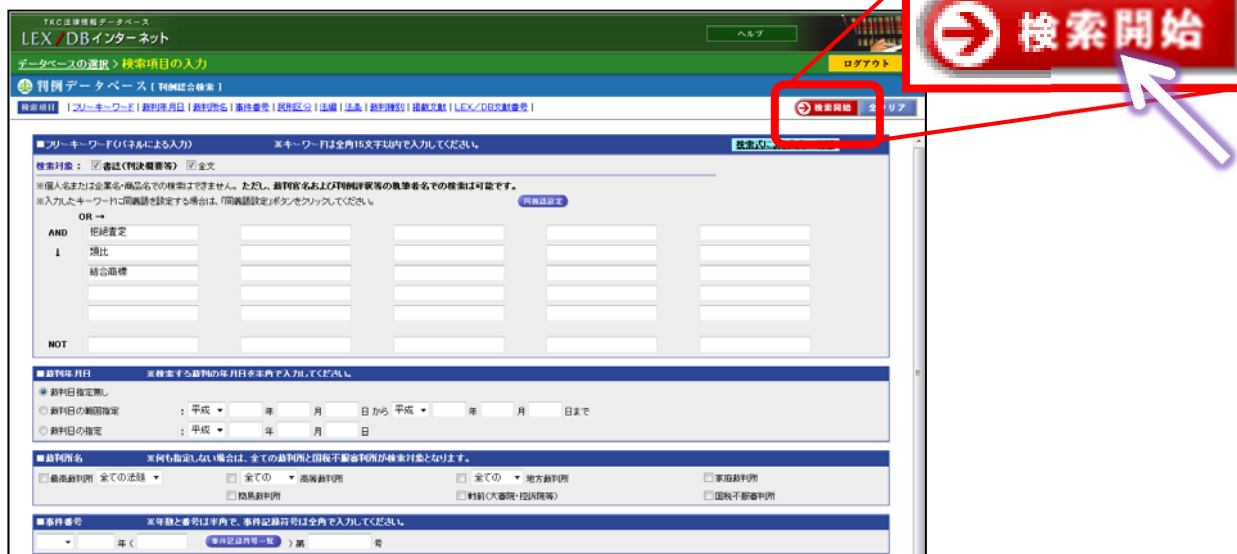 TKC法律情報データベース
LEX/DBインターネット
ヘルプ
データベースの選択 > 検索項目の入力
ログアウト
判例データベース [ 判例総合検索 ]
検索項目 | フリーキーワード | 裁判年月日 | 裁判所名 | 事件番号 | 民刑区分 | 法編 | 法条 | 裁判種別 | 掲載文献 | LEX/DB文献番号 |
検索開始
クリア
検索開始
■フリーキーワード(パネルによる入力) ※キーワードは全角15文字以内で入力してください。
検索対象: 書誌(判決概要等) 全文
※個人名または企業名・商品名での検索はできません。ただし、裁判官名および判例評釈等の執筆者名での検索は可能です。
※入力したキーワードに同義語を設定する場合は、「同義語設定」ボタンをクリックしてください。 同義語設定
OR →
AND 拒絶査定
↓ 類比
結合商標
NOT
■裁判年月日 ※検索する裁判の年月日を半角で入力してください。
裁判日指定無し
裁判日の範囲指定 : 平成 年 月 日 から 平成 年 月 日まで
裁判日の指定 : 平成 年 月 日
■裁判所名 ※何も指定しない場合は、全ての裁判所と国税不服審判所が検索対象となります。
最高裁判所 全ての法廷 全ての 高等裁判所 全ての 地方裁判所 家庭裁判所
簡易裁判所 戦前(大審院・控訴院等) 国税不服審判所
■事件番号 ※年数と番号は半角で、事件記録符号は全角で入力してください。
年 ( 事件記録符号一覧 ) 第 号